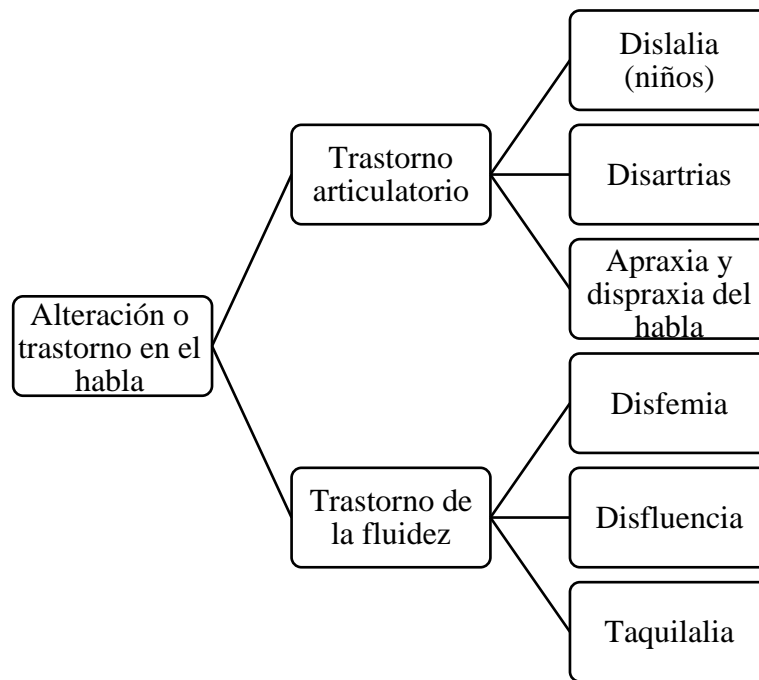 Alteración o
trastorno en el
habla
Trastorno
articulatorio
Dislalia
(niños)
Disartrias
Apraxia y
dispraxia del
habla
Trastorno de
la fluidez
Disfemia
Disfluencia
Taquilalia